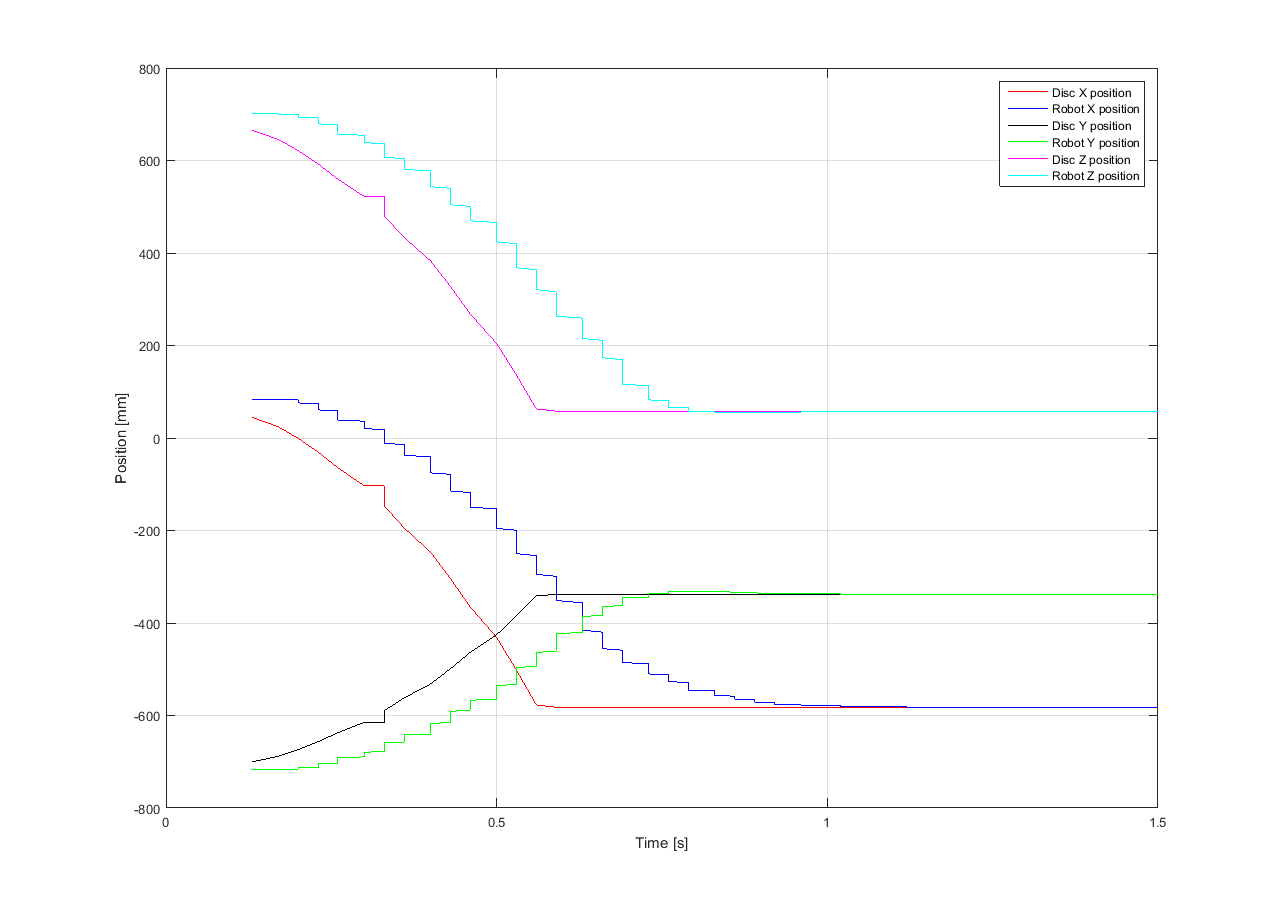 800
600
400
200
0
-200
-400
-600
-800
Position [mm]
0
0.5
1
1.5
Time [s]
Disc X position
Robot X position
Disc Y position
Robot Y position
Disc Z position
Robot Z position